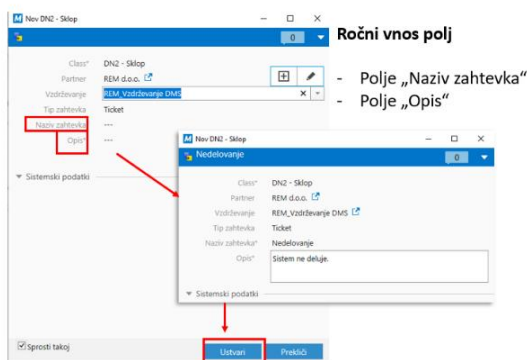 Nov DN2 - Sklop
0
Class* DN2 - Sklop
Partner REM d.o.o.
Vzdrževanje REM_Vzdrževanje DMS
Tip zahtevka Ticket
Naziv zahtevka ---
Opis* ---
Sistemski podatki
Sprosti takoj
Ustvari Prekliči
Ročni vnos polj
- Polje „Naziv zahtevka“
- Polje „Opis“
Nov DN2 - Sklop
Nedelovanje 0
Class* DN2 - Sklop
Partner REM d.o.o.
Vzdrževanje REM_Vzdrževanje DMS
Tip zahtevka Ticket
Naziv zahtevka* Nedelovanje
Opis* Sistem ne deluje.
Sistemski podatki